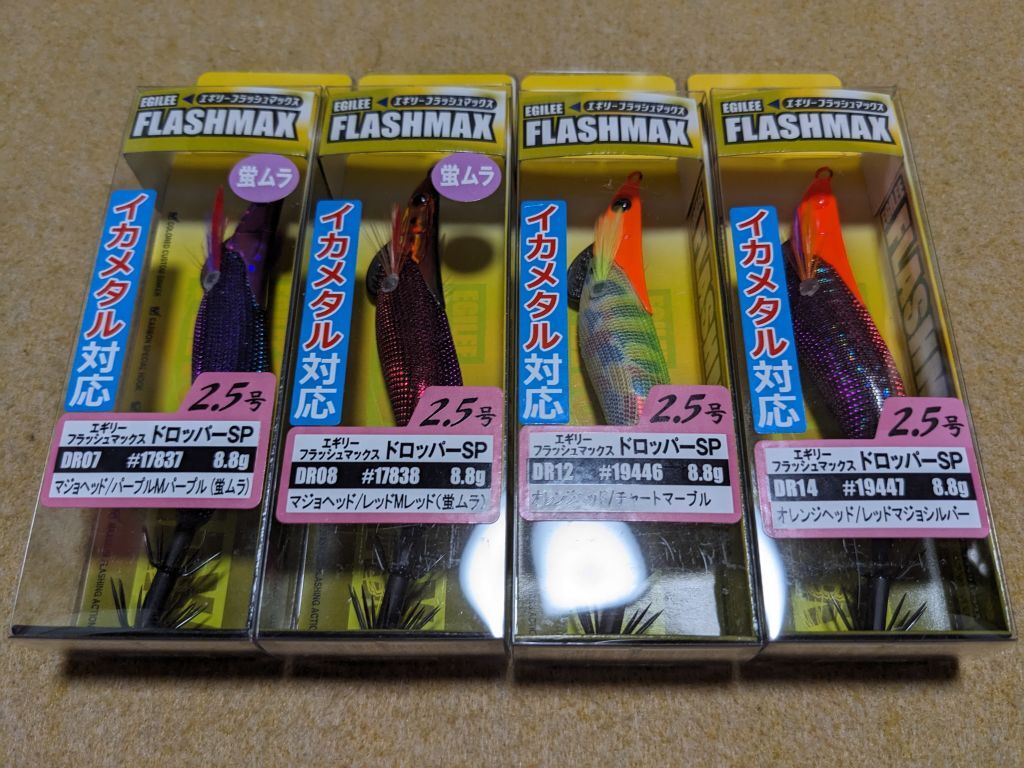 EGILEE エギリーフラッシュマックス
FLASHMAX
蛍ムラ
イカメタル対応
2.5号
エギリー
フラッシュマックス ドロッパーSP
DR07 #17837 8.8g
マジョヘッド/パープルMパープル(蛍ムラ)
EGILEE エギリーフラッシュマックス
FLASHMAX
蛍ムラ
イカメタル対応
2.5号
エギリー
フラッシュマックス ドロッパーSP
DR08 #17838 8.8g
マジョヘッド/レッドMレッド(蛍ムラ)
EGILEE エギリーフラッシュマックス
FLASHMAX
イカメタル対応
2.5号
エギリー
フラッシュマックス ドロッパーSP
DR12 #19446 8.8g
オレンジヘッド/チャートマーブル
EGILEE エギリーフラッシュマックス
FLASHMAX
イカメタル対応
2.5号
エギリー
フラッシュマックス ドロッパーSP
DR14 #19447 8.8g
オレンジヘッド/レッドマジョシルバー